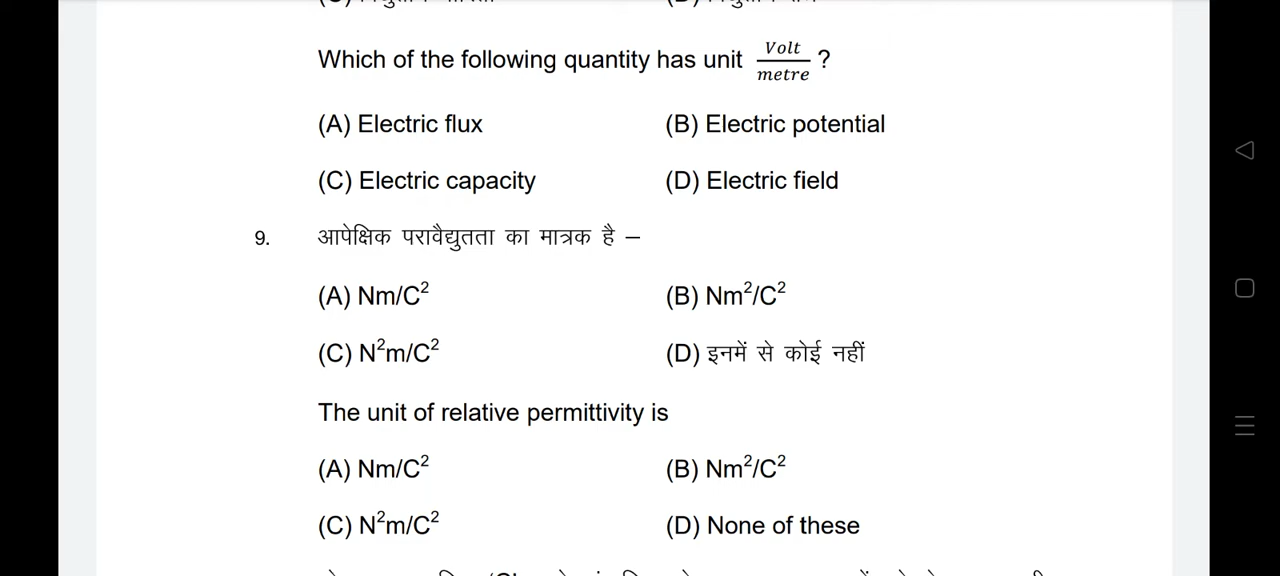 Which of the following quantity has unit Volt/metre ?
(A) Electric flux (B) Electric potential
(C) Electric capacity (D) Electric field
9. आपेक्षिक परावैद्युतता का मात्रक है –
(A) Nm/C² (B) Nm²/C²
(C) N²m/C² (D) इनमें से कोई नहीं
The unit of relative permittivity is
(A) Nm/C² (B) Nm²/C²
(C) N²m/C² (D) None of these